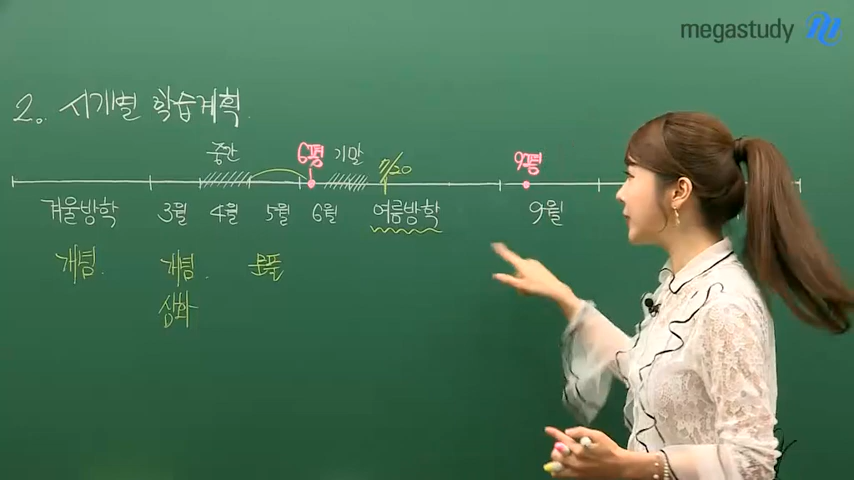 megastudy
2. 시기별 학습계획
중간 6평 기말 7/20 9평
겨울방학 3월 4월 5월 6월 여름방학 9월
개념 개념 문풀
심화